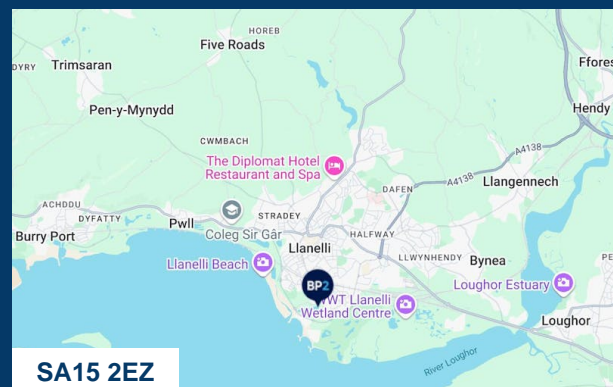 HOREB
Five Roads
Ffores
DYRY
Trimsaran
Hendy
Pen-y-Mynydd
CWMBACH
The Diplomat Hotel
Restaurant and Spa
A4138
DAFEN
A4138
Llangennech
ACHDDU
DYFATTY
Pwll
STRADEY
Coleg Sir Gâr
Burry Port
HALFWAY
Llanelli
LLWYNHENDY
Bynea
PE
Llanelli Beach
Loughor Estuary
BP2
WWT Llanelli
Wetland Centre
Loughor
River Loughor
SA15 2EZ